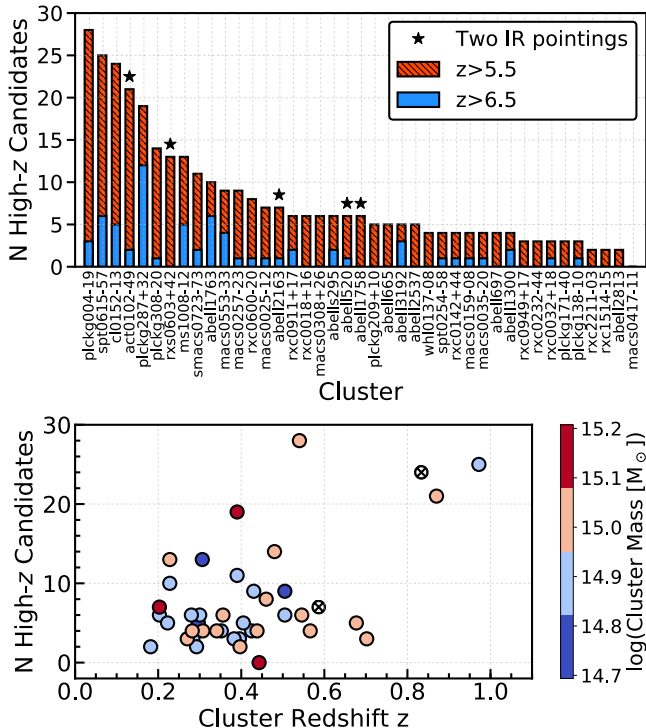 N High-z Candidates
30
25
20
15
10
5
0
Two IR pointings
z>5.5
z>6.5
plckg004-19
spt0615-57
cl0152-13
act0102-49
plckg287+32
plckg308-20
rxs0603+42
ms1008-12
smacs0723-73
abell1763
macs0553-33
macs0257-23
rxc0600-20
macs0025-12
abell2163
rxc0911+17
rxc0018+16
macs0308+26
abells295
abell520
abell1758
plckg209+10
abell665
abell3192
abell2537
whl0137-08
spt0254-58
rxc0142+44
macs0159-08
macs0035-20
abell697
abell1300
rxc0949+17
rxc0232-44
rxc0032+18
plckg171-40
plckg138-10
rxc2211-03
rxc1514-15
abell2813
macs0417-11
Cluster
N High-z Candidates
30
20
10
0
0.0 0.2 0.4 0.6 0.8 1.0
Cluster Redshift z
15.2
15.1
15.0
14.9
14.8
14.7
log(Cluster Mass [M⊙])